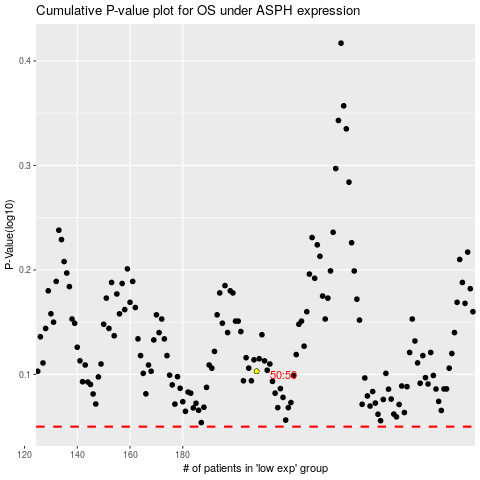 Cumulative P-value plot for OS under ASPH expression
P-Value(log10)
0.4
0.3
0.2
0.1
50:50
120 140 160 180
# of patients in 'low exp' group